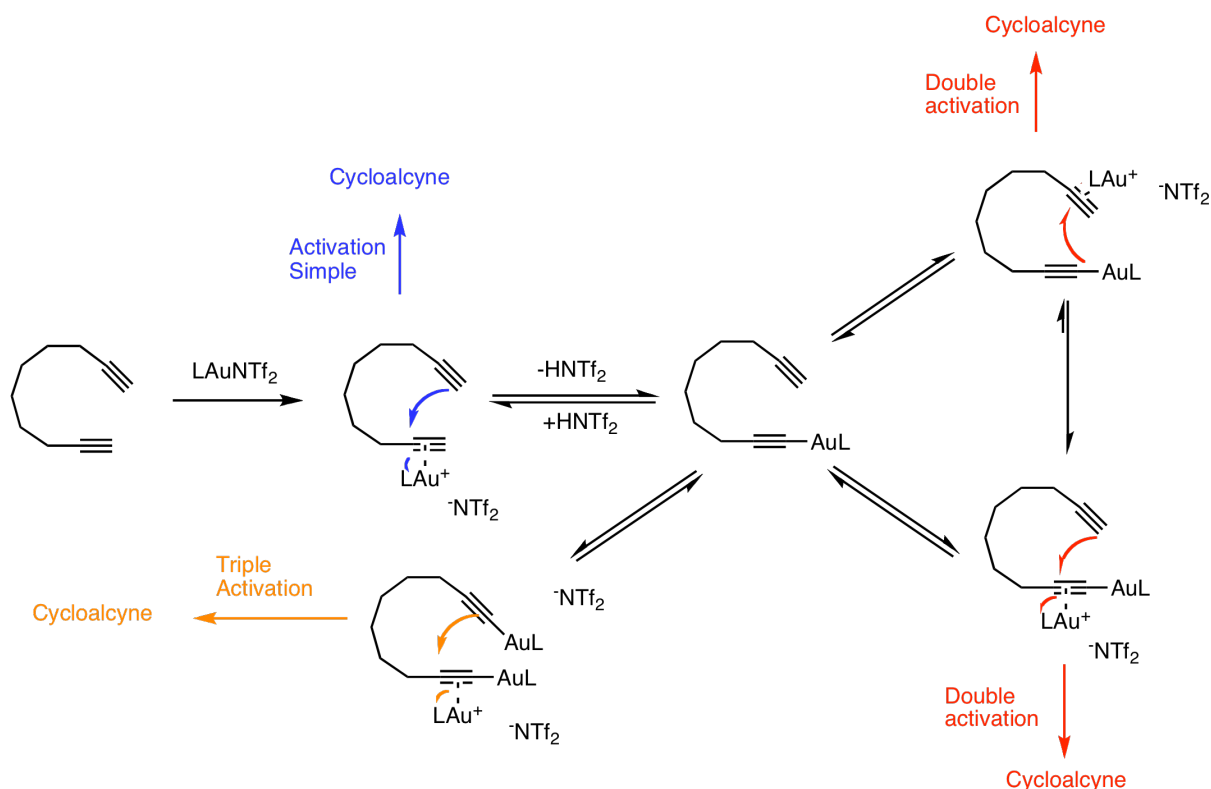 Cycloalcyne
Double
activation
LAu⁺
⁻NTf₂
AuL
Cycloalcyne
Activation
Simple
LAuNTf₂
-HNTf₂
+HNTf₂
LAu⁺
⁻NTf₂
AuL
Triple
Activation
Cycloalcyne
⁻NTf₂
AuL
AuL
LAu⁺
⁻NTf₂
AuL
LAu⁺
⁻NTf₂
Double
activation
Cycloalcyne